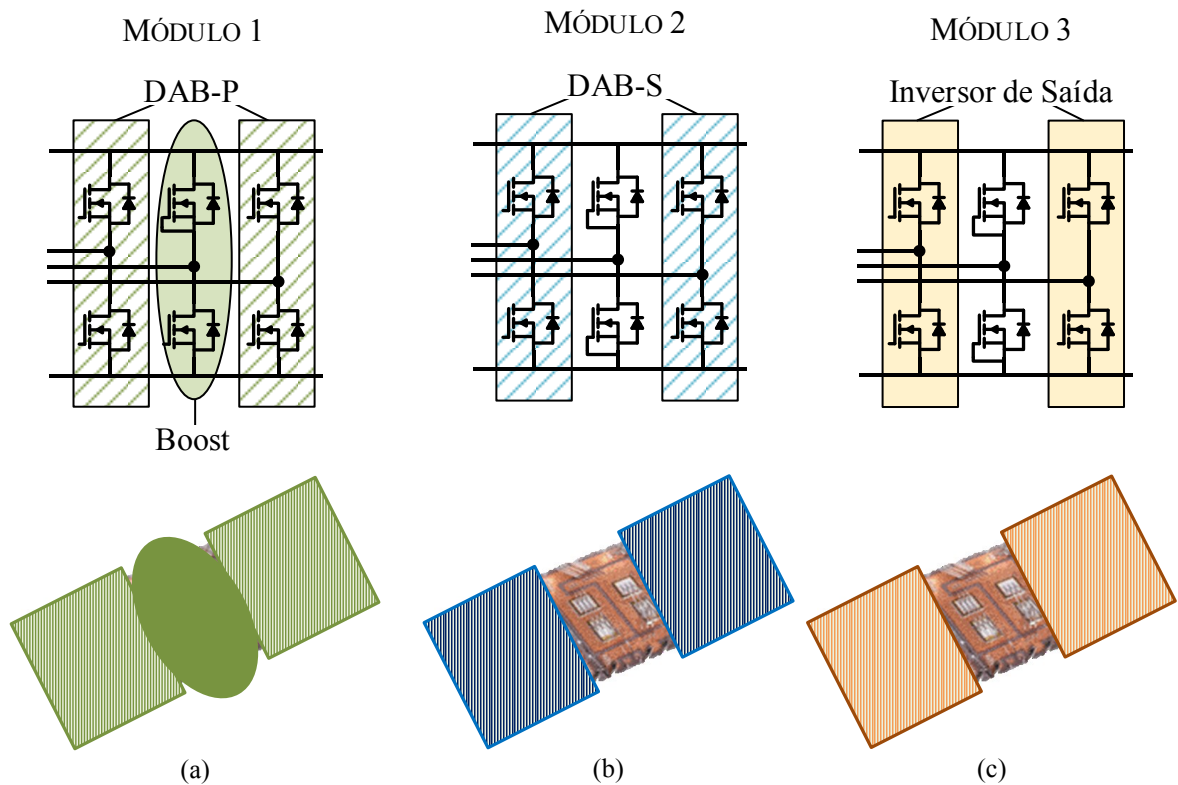 MÓDULO 1
MÓDULO 2
MÓDULO 3
DAB-P
DAB-S
Inversor de Saída
Boost
(a)
(b)
(c)